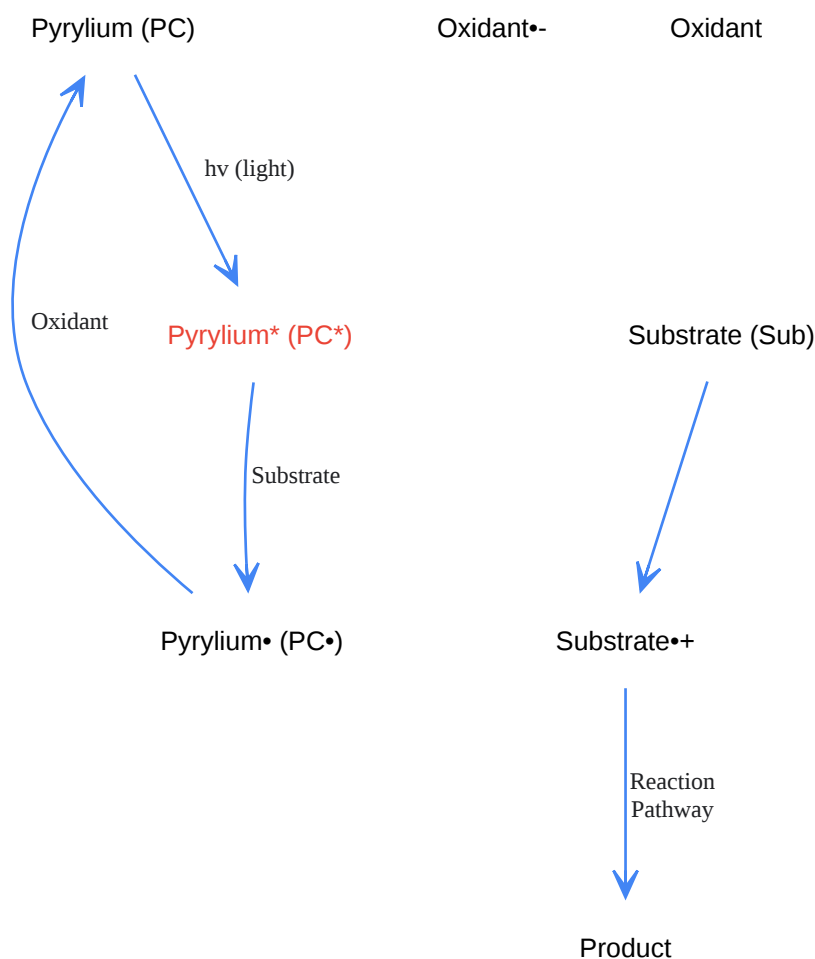 Pyrylium (PC)
Oxidant•-
Oxidant
hv (light)
Oxidant
Pyrylium* (PC*)
Substrate (Sub)
Substrate
Pyrylium• (PC•)
Substrate•+
Reaction
Pathway
Product